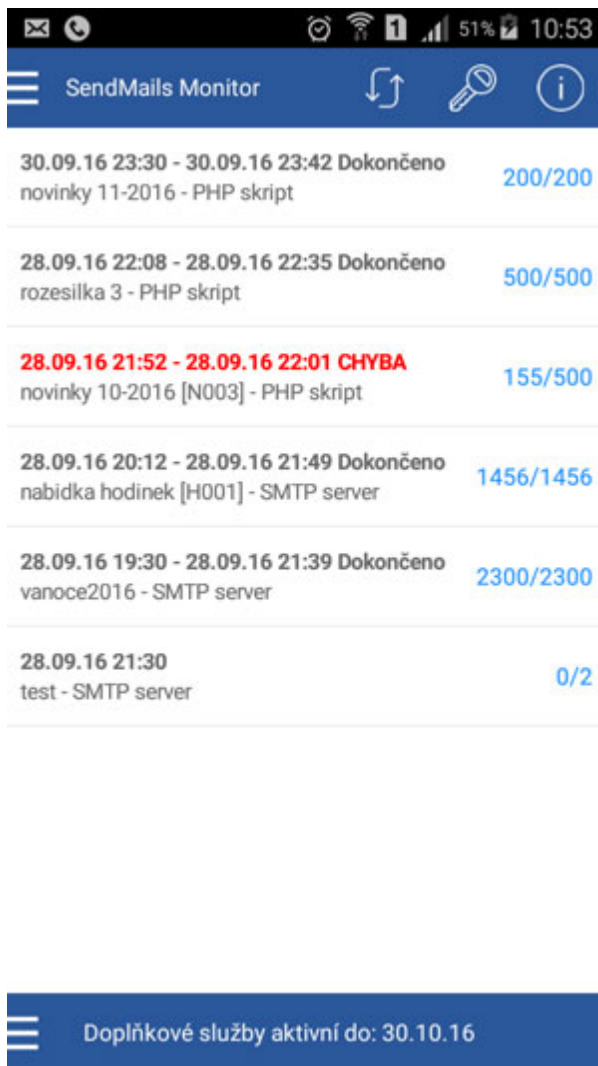 1 51% 10:53
SendMails Monitor
30.09.16 23:30 - 30.09.16 23:42 Dokončeno
200/200
novinky 11-2016 - PHP skript
28.09.16 22:08 - 28.09.16 22:35 Dokončeno
500/500
rozesilka 3 - PHP skript
28.09.16 21:52 - 28.09.16 22:01 CHYBA
155/500
novinky 10-2016 [N003] - PHP skript
28.09.16 20:12 - 28.09.16 21:49 Dokončeno
1456/1456
nabidka hodinek [H001] - SMTP server
28.09.16 19:30 - 28.09.16 21:39 Dokončeno
2300/2300
vanoce2016 - SMTP server
28.09.16 21:30
0/2
test - SMTP server
Doplňkové služby aktivní do: 30.10.16